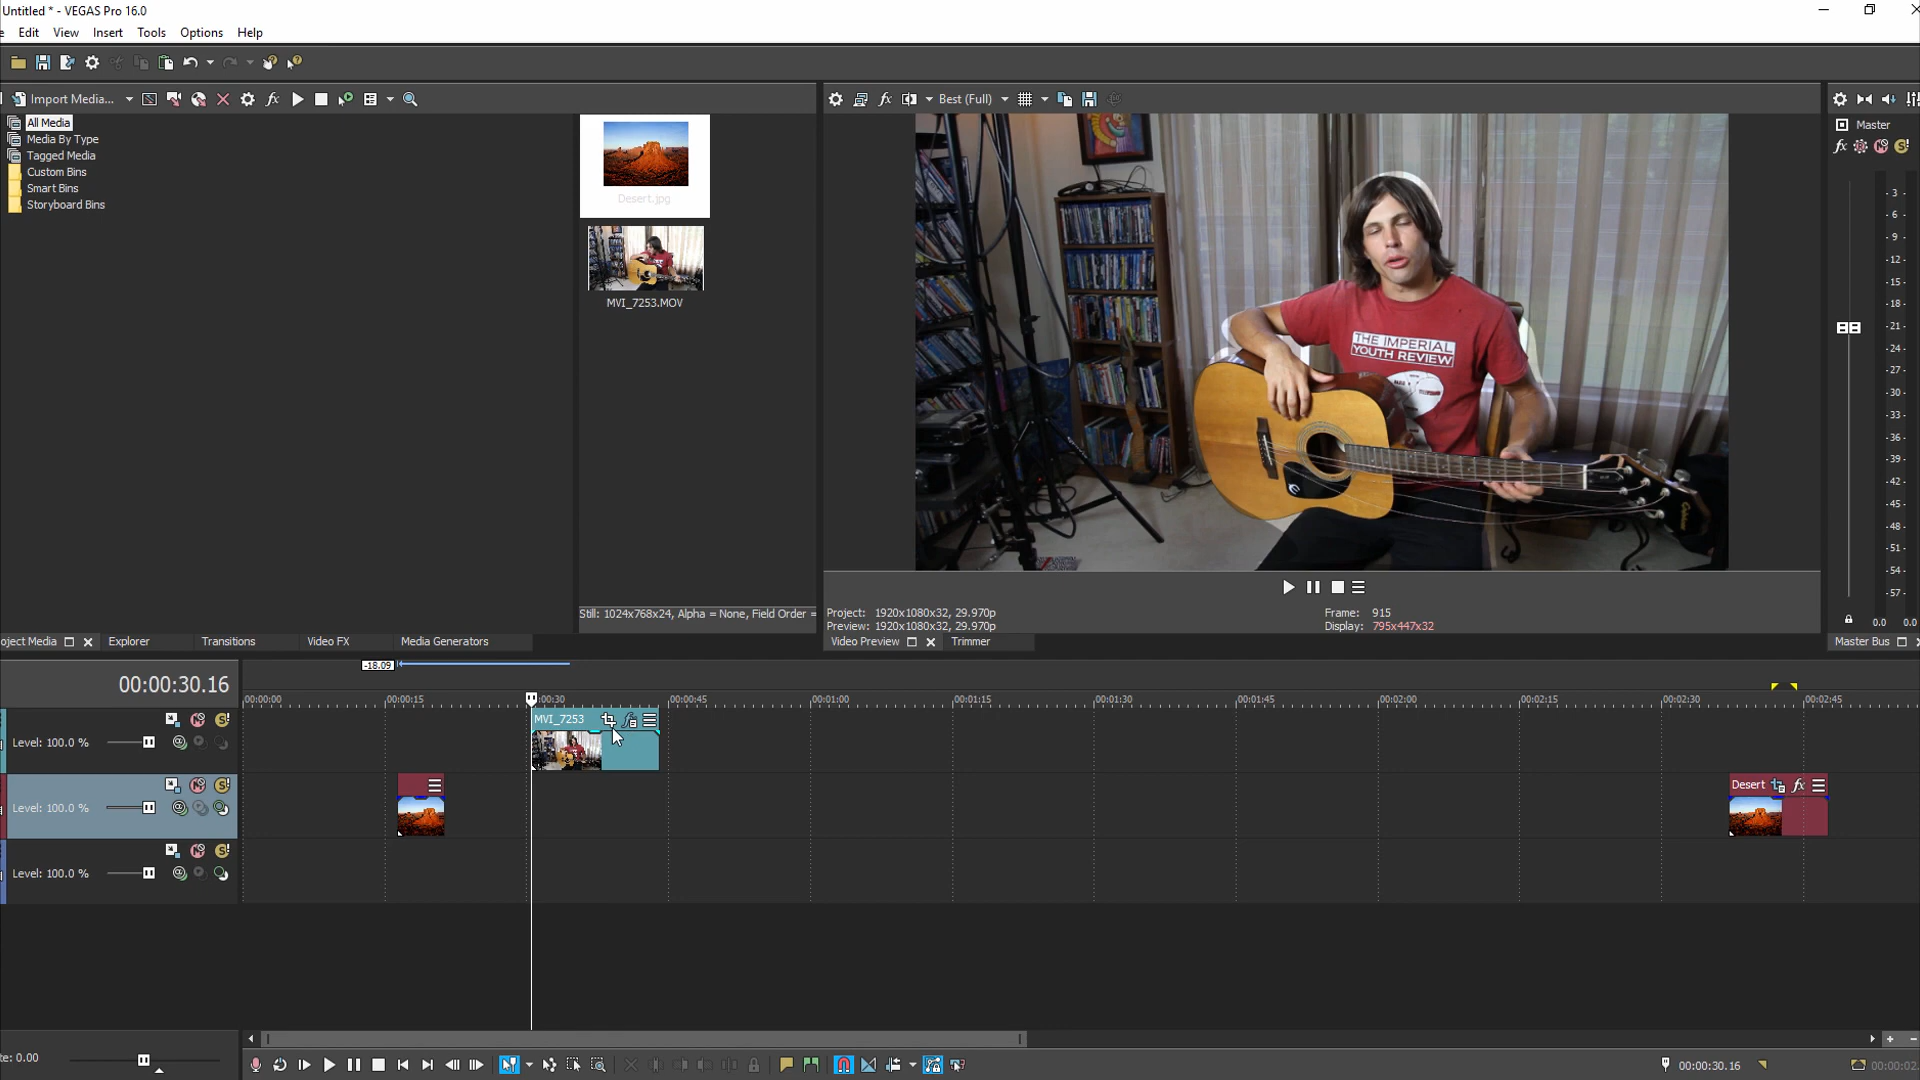 Untitled * - VEGAS Pro 16.0
Edit View Insert Tools Options Help
Import Media...
Best (Full)
All Media
Media By Type
Tagged Media
Custom Bins
Smart Bins
Storyboard Bins
Desert.jpg
MVI_7253.MOV
THE IMPERIAL
YOUTH REVIEW
Master
-3-
-6-
-9-
-12-
-15-
-18-
-21-
-24-
-27-
-30-
-33-
-36-
-39-
-42-
-45-
-48-
-51-
-54-
-57-
0.0 0.0
Still: 1024x768x24, Alpha = None, Field Order =
Project: 1920x1080x32, 29.970p
Preview: 1920x1080x32, 29.970p
Frame: 915
Display: 795x447x32
oject Media Explorer Transitions Video FX Media Generators
Video Preview Trimmer
Master Bus
-18.09
00:00:30.16
00:00:00 00:00:15 00:00:30 00:00:45 00:01:00 00:01:15 00:01:30 00:01:45 00:02:00 00:02:15 00:02:30 00:02:45
Level: 100.0 %
MVI_7253
Level: 100.0 %
Desert
Level: 100.0 %
te: 0.00
00:00:30.16
00:00:02.